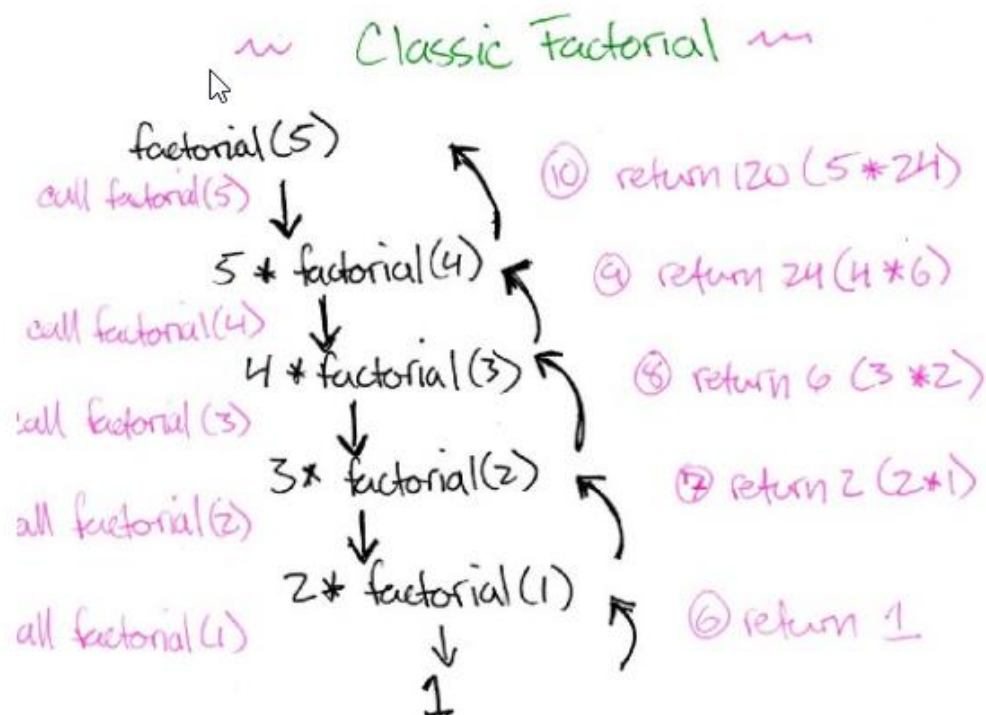 Classic Factorial
factorial(5)
⑩ return 120 (5*24)
call factorial(5)
5 * factorial(4)
⑨ return 24 (4*6)
call factorial(4)
4 * factorial(3)
⑧ return 6 (3*2)
call factorial(3)
3* factorial(2)
⑦ return 2 (2*1)
all factorial(2)
2* factorial(1)
⑥ return 1
all factorial(1)
1